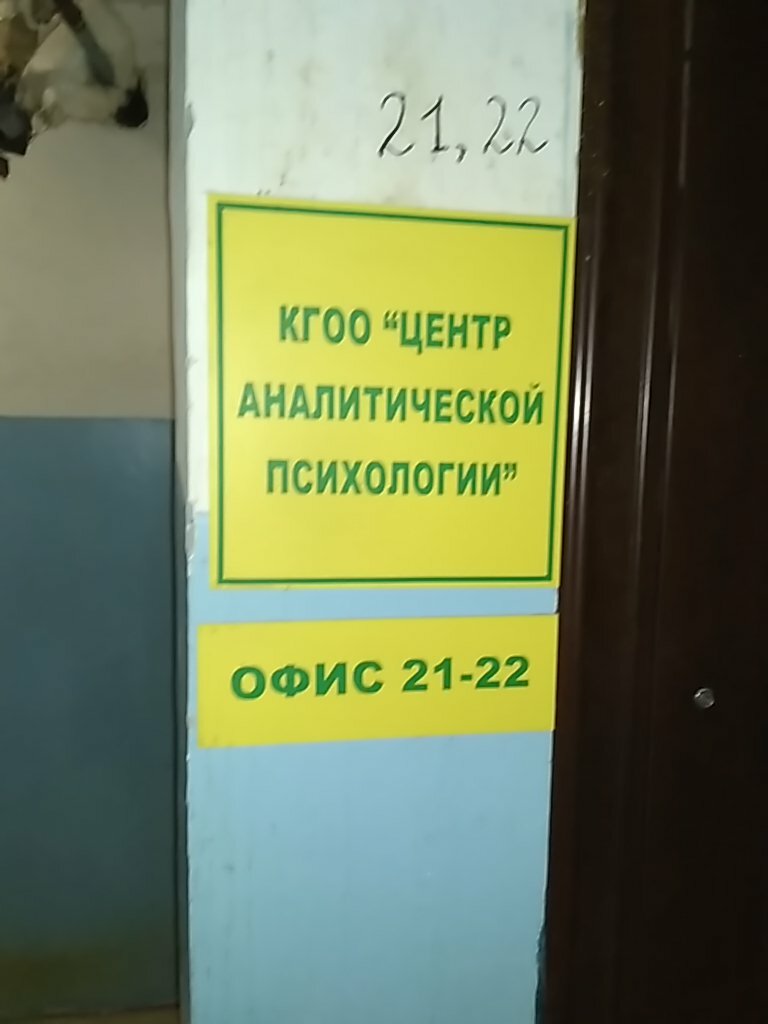 21, 22
КГОО “ЦЕНТР
АНАЛИТИЧЕСКОЙ
ПСИХОЛОГИИ”
ОФИС 21-22